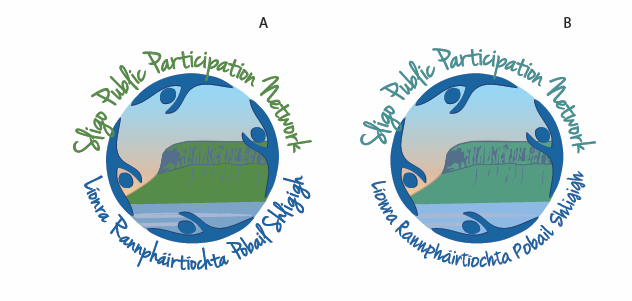 A
Sligo Public Participation Network
Líonra Rannpháirtíochta Pobail Shligigh
B
Sligo Public Participation Network
Líonra Rannpháirtíochta Pobail Shligigh